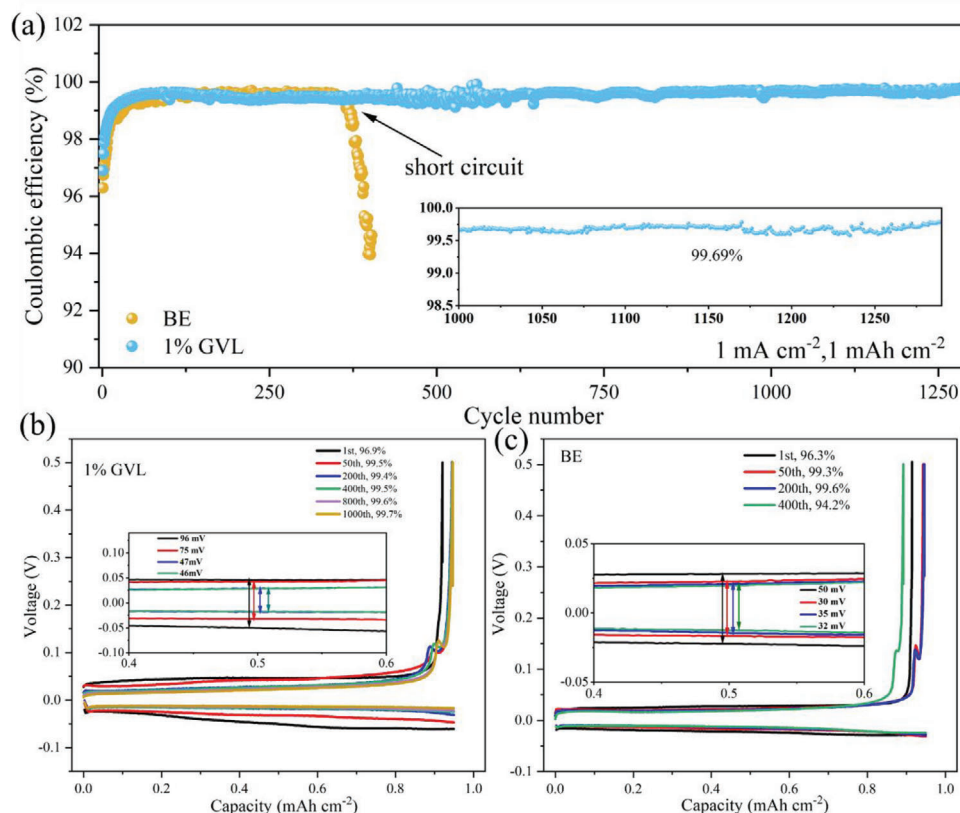 (a)
102
100
98
96
94
92
90
Coulombic efficiency (%)
short circuit
100.0
99.5
99.0
98.5
99.69%
1000 1050 1100 1150 1200 1250
BE
1% GVL
1 mA cm⁻²,1 mAh cm⁻²
0 250 500 750 1000 1250
Cycle number
(b)
1% GVL
1st, 96.9%
50th, 99.5%
200th, 99.4%
400th, 99.5%
800th, 99.6%
1000th, 99.7%
0.5
0.4
0.3
0.2
0.1
0.0
-0.1
Voltage (V)
96 mV
75 mV
47mV
46mV
0.10
0.05
0.00
-0.05
-0.10
0.4 0.5 0.6
0.0 0.2 0.4 0.6 0.8 1.0
Capacity (mAh cm⁻²)
(c)
BE
1st, 96.3%
50th, 99.3%
200th, 99.6%
400th, 94.2%
0.5
0.4
0.3
0.2
0.1
0.0
-0.1
Voltage (V)
0.05
0.00
-0.05
50 mV
30 mV
35 mV
32 mV
0.4 0.5 0.6
0.0 0.2 0.4 0.6 0.8 1.0
Capacity (mAh cm⁻²)